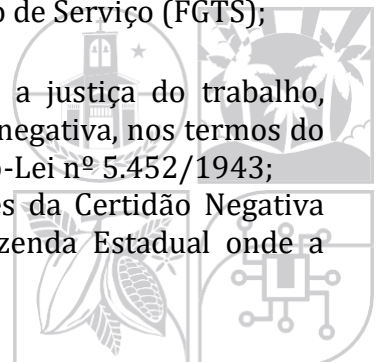 o de Serviço (FGTS);
a justiça do trabalho,
negativa, nos termos do
-Lei nº 5.452/1943;
es da Certidão Negativa
zenda Estadual onde a